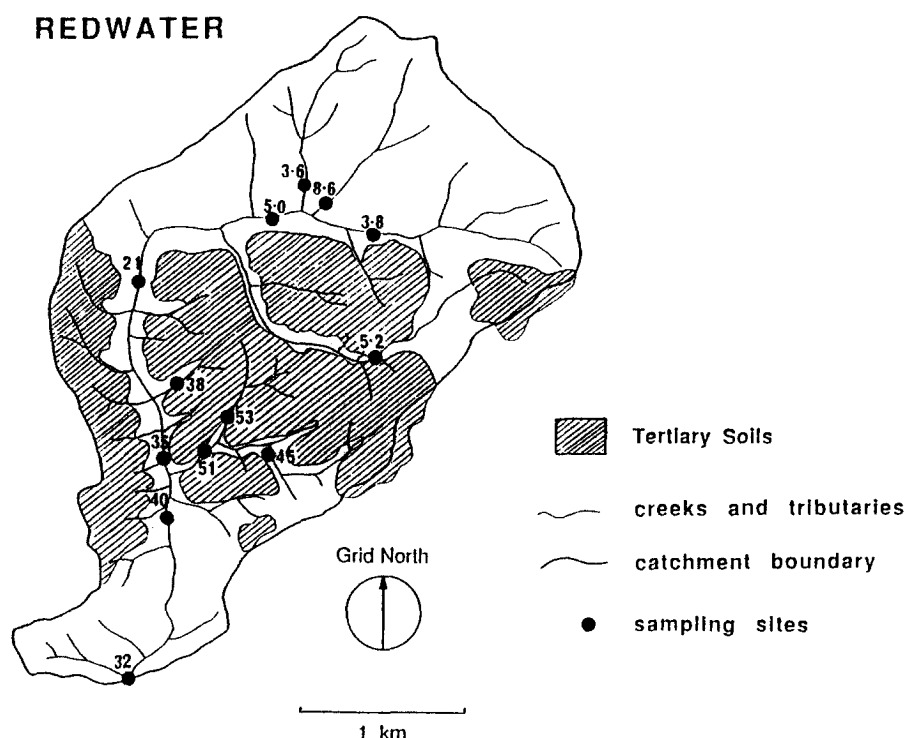 REDWATER
3·6
8·6
5·0
3·8
21
5·2
38
53
35
51
46
40
32
Tertiary Soils
creeks and tributaries
catchment boundary
sampling sites
Grid North
1 km